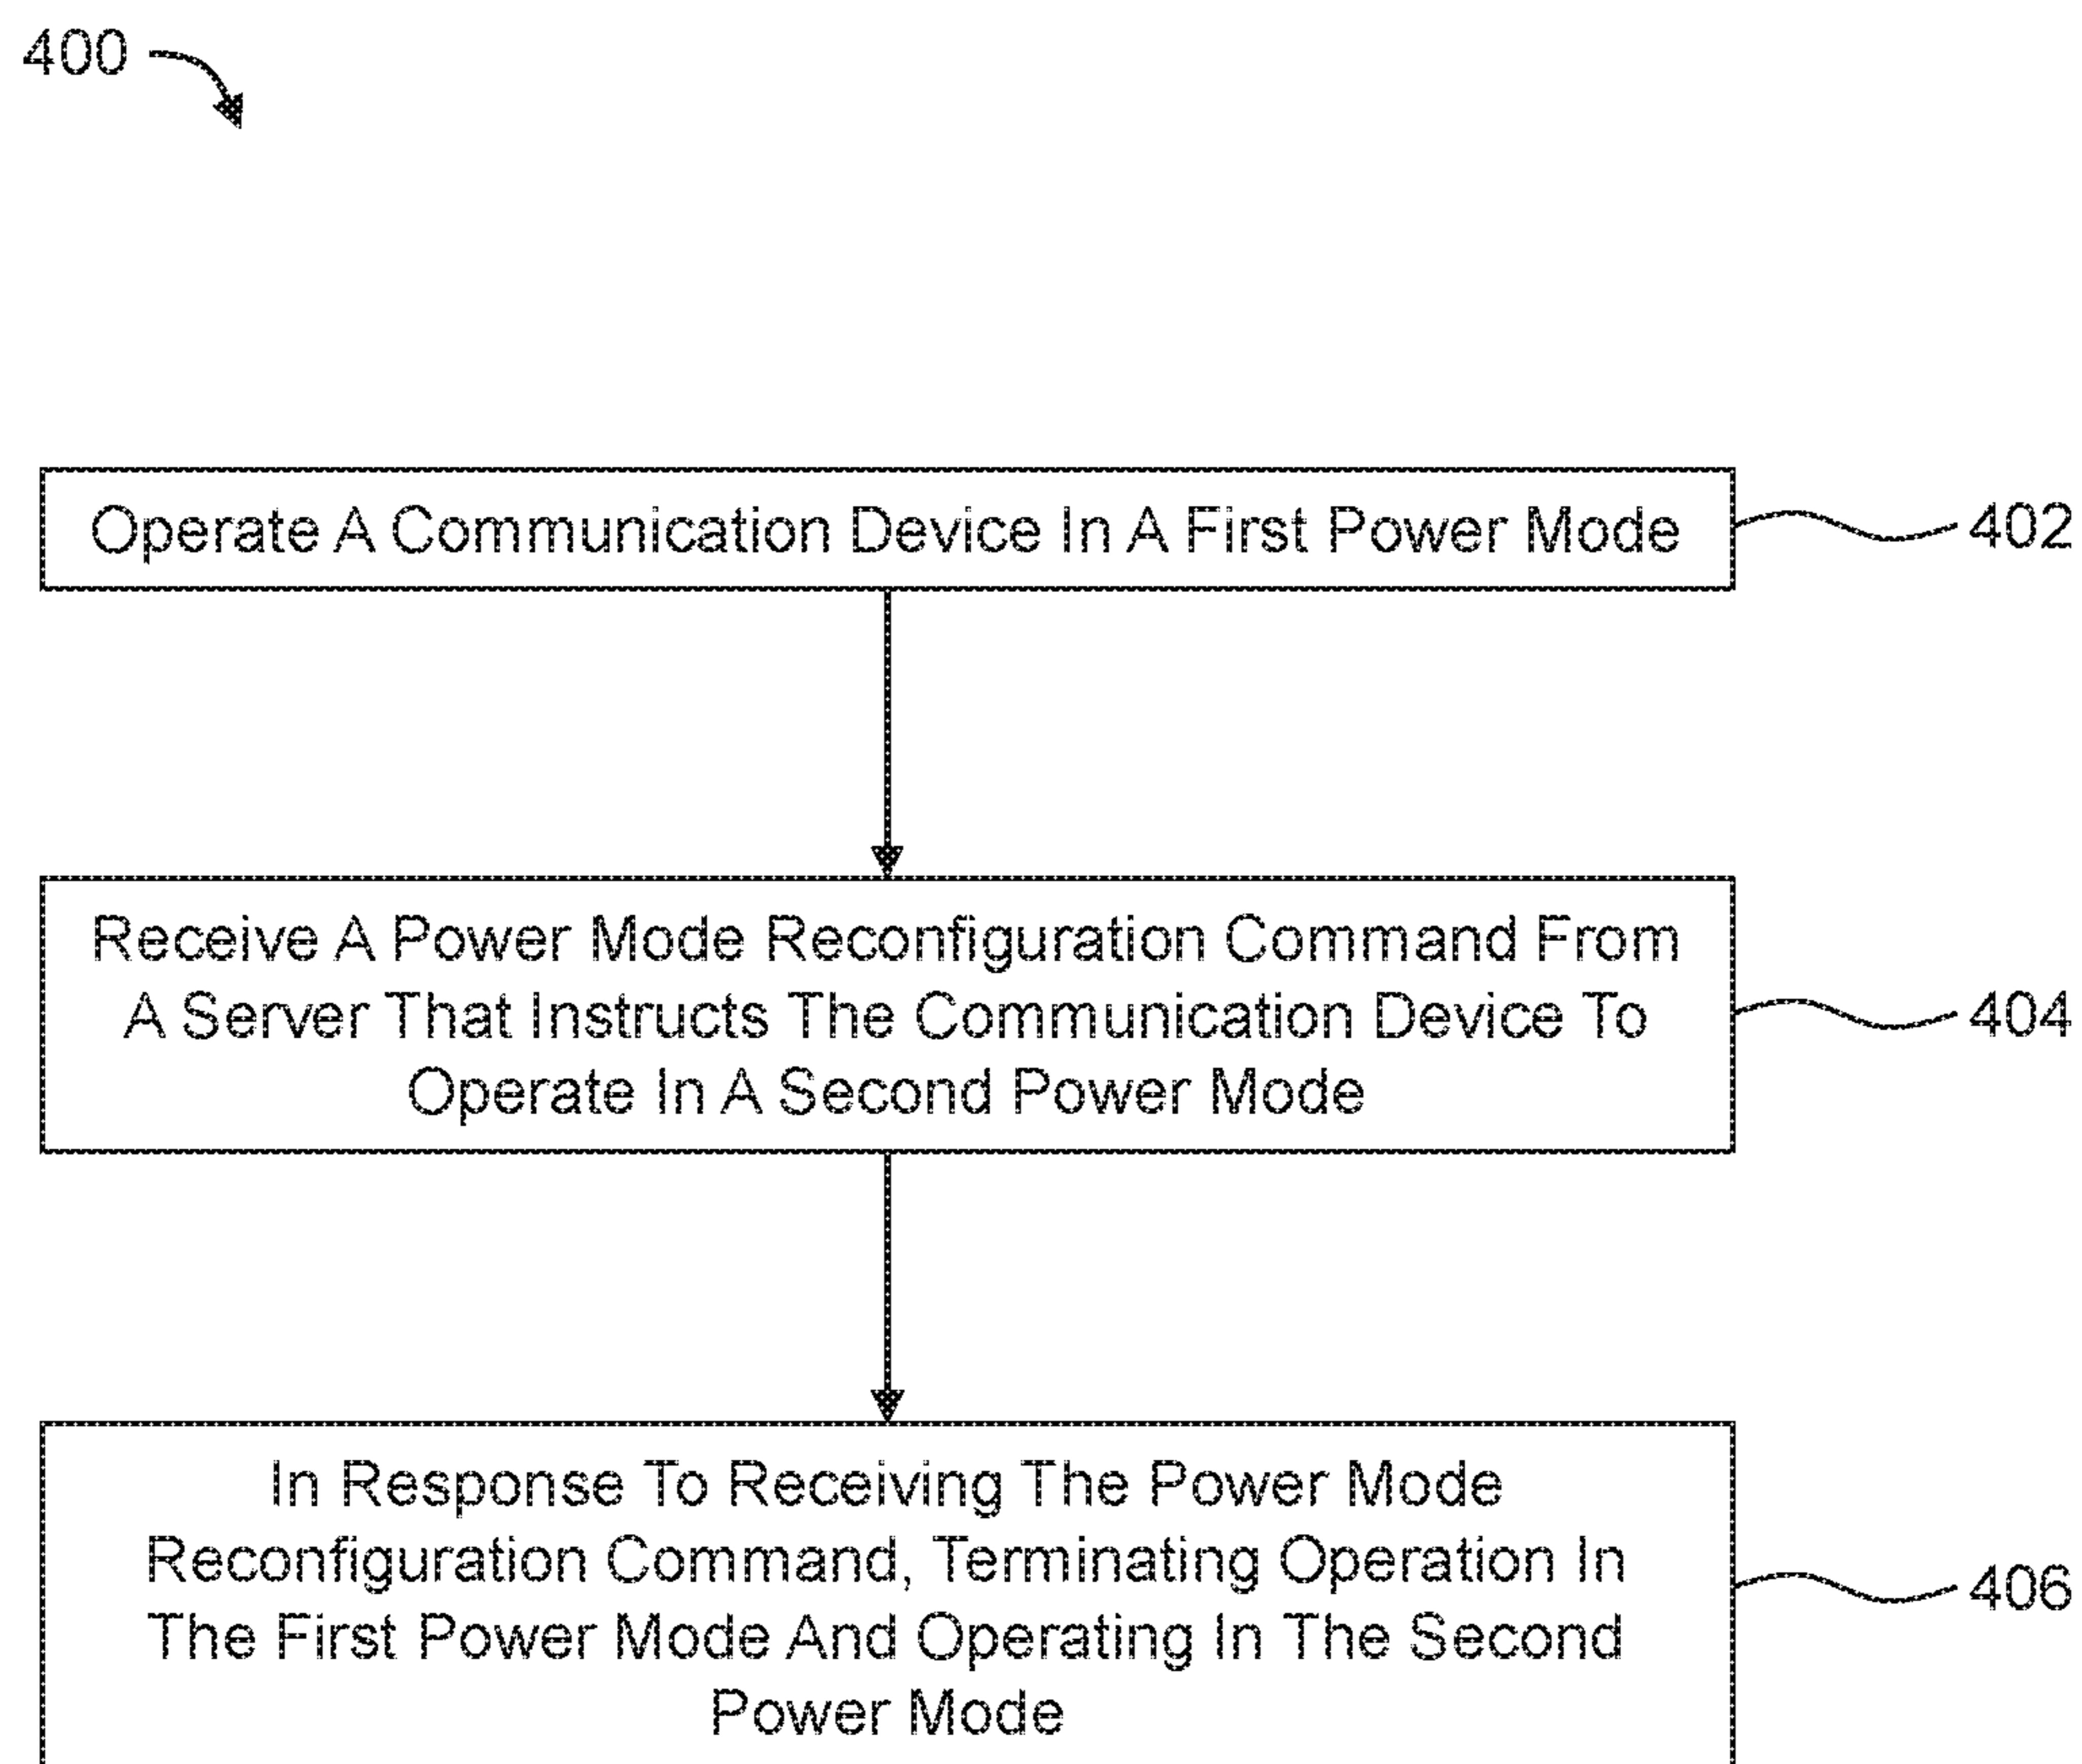 400
Operate A Communication Device In A First Power Mode
402
Receive A Power Mode Reconfiguration Command From
A Server That Instructs The Communication Device To
Operate In A Second Power Mode
404
In Response To Receiving The Power Mode
Reconfiguration Command, Terminating Operation In
The First Power Mode And Operating In The Second
Power Mode
406